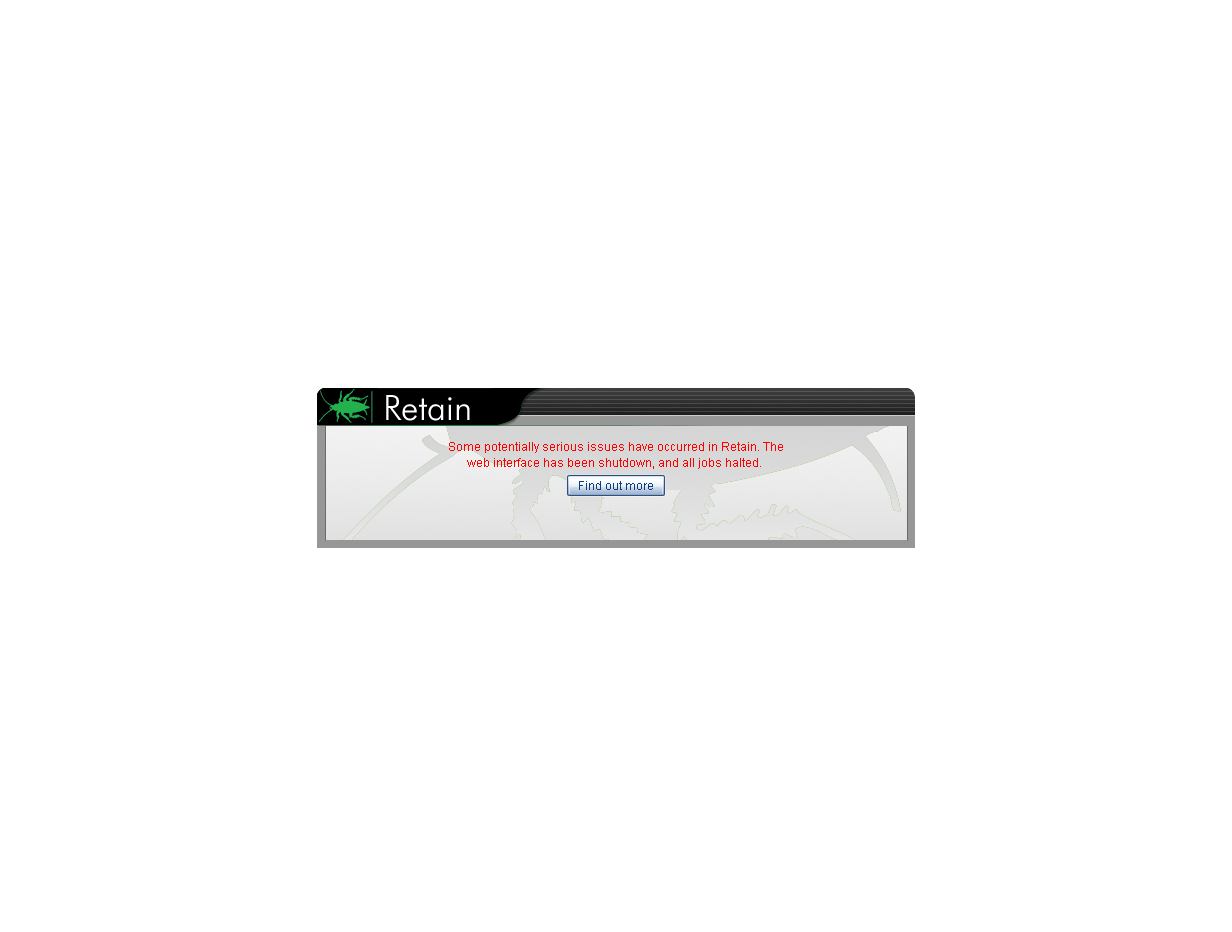 Retain
Some potentially serious issues have occurred in Retain. The
web interface has been shutdown, and all jobs halted.
Find out more